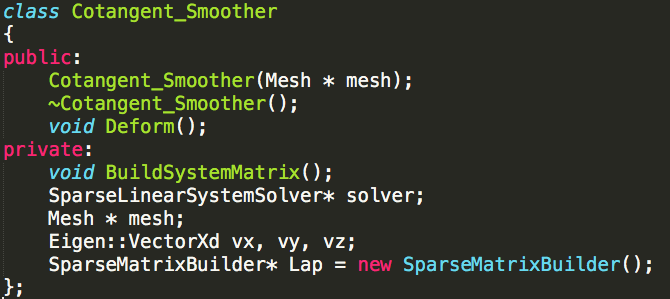 class Cotangent_Smoother
{
public:
    Cotangent_Smoother(Mesh * mesh);
    ~Cotangent_Smoother();
    void Deform();
private:
    void BuildSystemMatrix();
    SparseLinearSystemSolver* solver;
    Mesh * mesh;
    Eigen::VectorXd vx, vy, vz;
    SparseMatrixBuilder* Lap = new SparseMatrixBuilder();
};